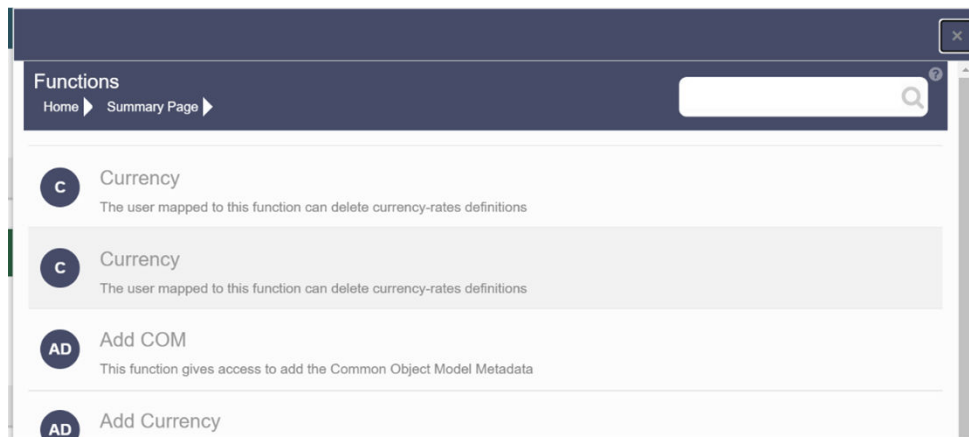 ×
Functions
?
Home Summary Page
C
Currency
The user mapped to this function can delete currency-rates definitions
C
Currency
The user mapped to this function can delete currency-rates definitions
AD
Add COM
This function gives access to add the Common Object Model Metadata
AD
Add Currency